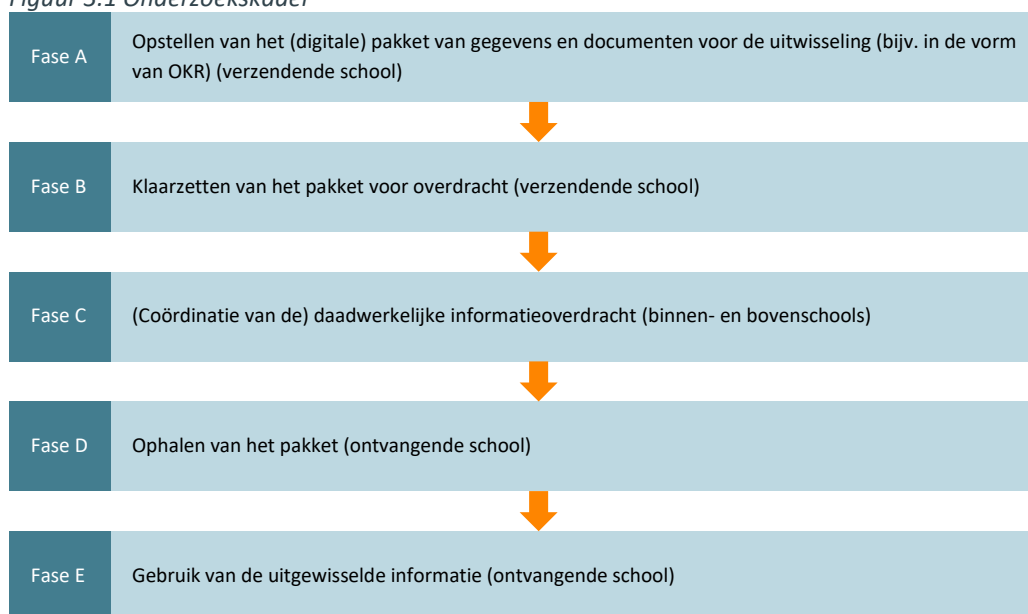 Figuur 3.1 Onderzoekskader
Fase A
Opstellen van het (digitale) pakket van gegevens en documenten voor de uitwisseling (bijv. in de vorm
van OKR) (verzendende school)
Fase B
Klaarzetten van het pakket voor overdracht (verzendende school)
Fase C
(Coördinatie van de) daadwerkelijke informatieoverdracht (binnen- en bovenschools)
Fase D
Ophalen van het pakket (ontvangende school)
Fase E
Gebruik van de uitgewisselde informatie (ontvangende school)